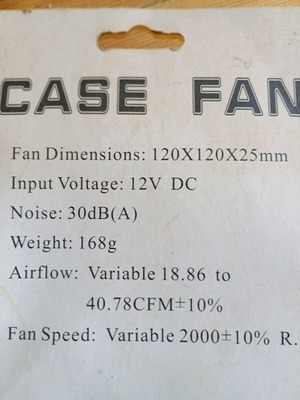 CASE FAN
Fan Dimensions: 120X120X25mm
Input Voltage: 12V DC
Noise: 30dB(A)
Weight: 168g
Airflow: Variable 18.86 to
40.78CFM±10%
Fan Speed: Variable 2000±10% R.